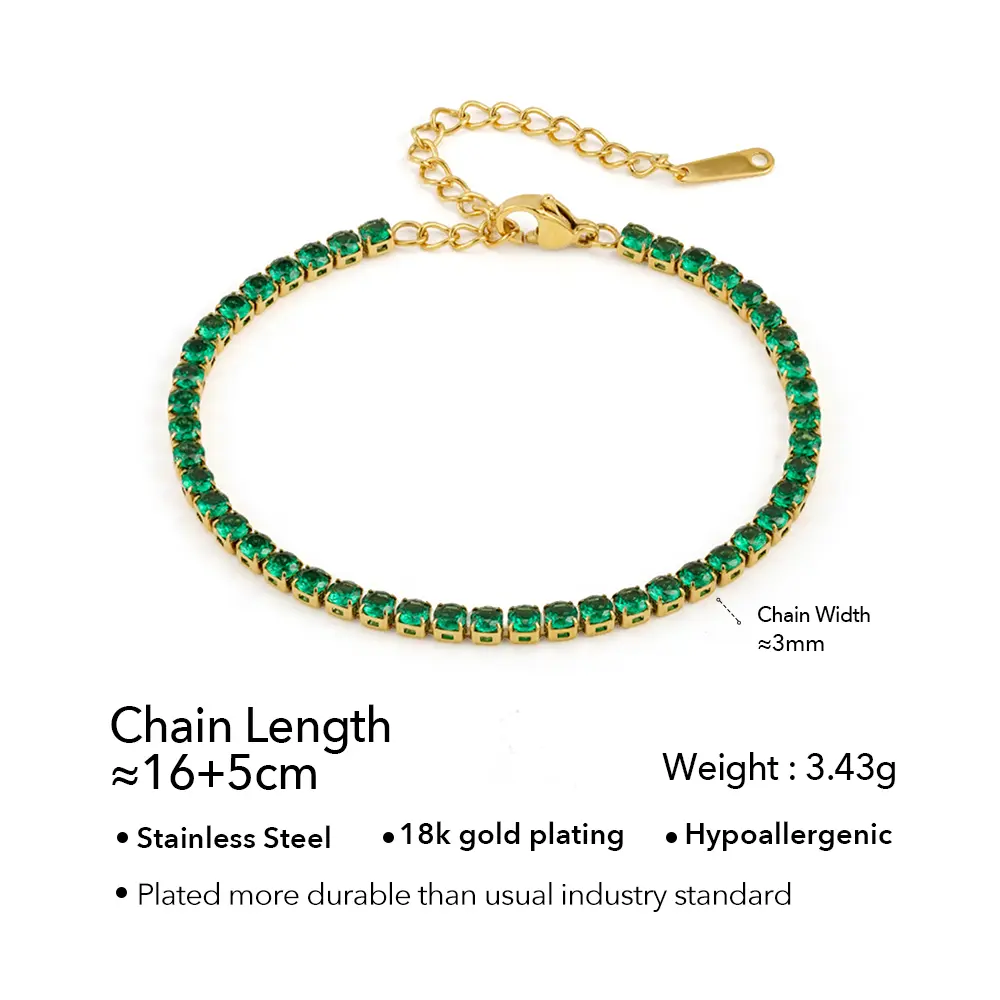 Chain Width
≈3mm
Chain Length
≈16+5cm
Weight : 3.43g
• Stainless Steel
• 18k gold plating
• Hypoallergenic
• Plated more durable than usual industry standard